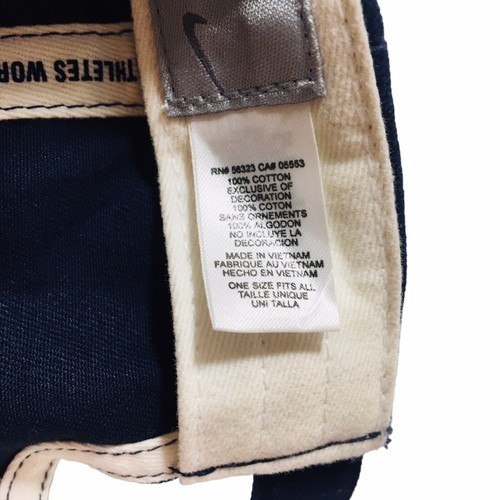 THLETES WOR
RN# 56323 CA# 05553
100% COTTON
EXCLUSIVE OF
DECORATION
100% COTON
SANS ORNEMENTS
100% ALGODON
NO INCLUYE LA
DECORACION
MADE IN VIETNAM
FABRIQUE AU VIETNAM
HECHO EN VIETNAM
ONE SIZE FITS ALL
TAILLE UNIQUE
UNI TALLA